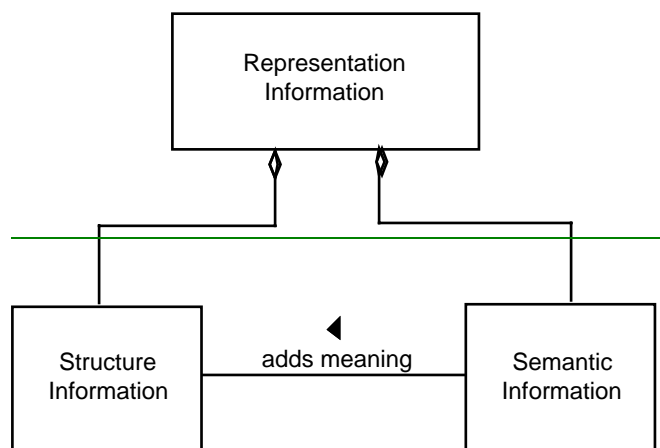 Representation
Information
adds meaning
Structure
Information
Semantic
Information